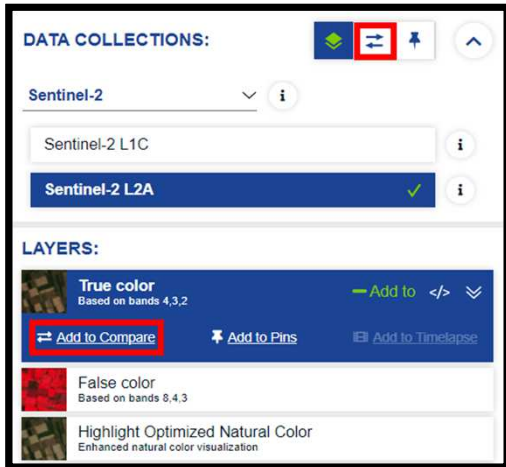 DATA COLLECTIONS:
Sentinel-2
i
Sentinel-2 L1C
i
Sentinel-2 L2A
i
LAYERS:
True color
Based on bands 4,3,2
Add to </>
Add to Compare
Add to Pins
Add to Timelapse
False color
Based on bands 8,4,3
Highlight Optimized Natural Color
Enhanced natural color visualization